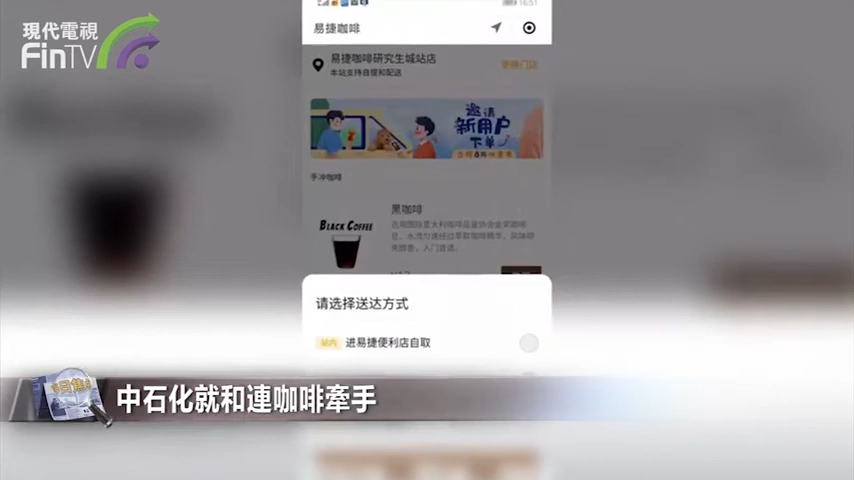 現代電視
FinTV
16:51
易捷咖啡
易捷咖啡研究生城站店
本站支持自提和配送
更换门店
邀请
新用户
下单
手冲咖啡
黑咖啡
BLACK COFFEE
请选择送达方式
站内 进易捷便利店自取
中石化就和連咖啡牽手